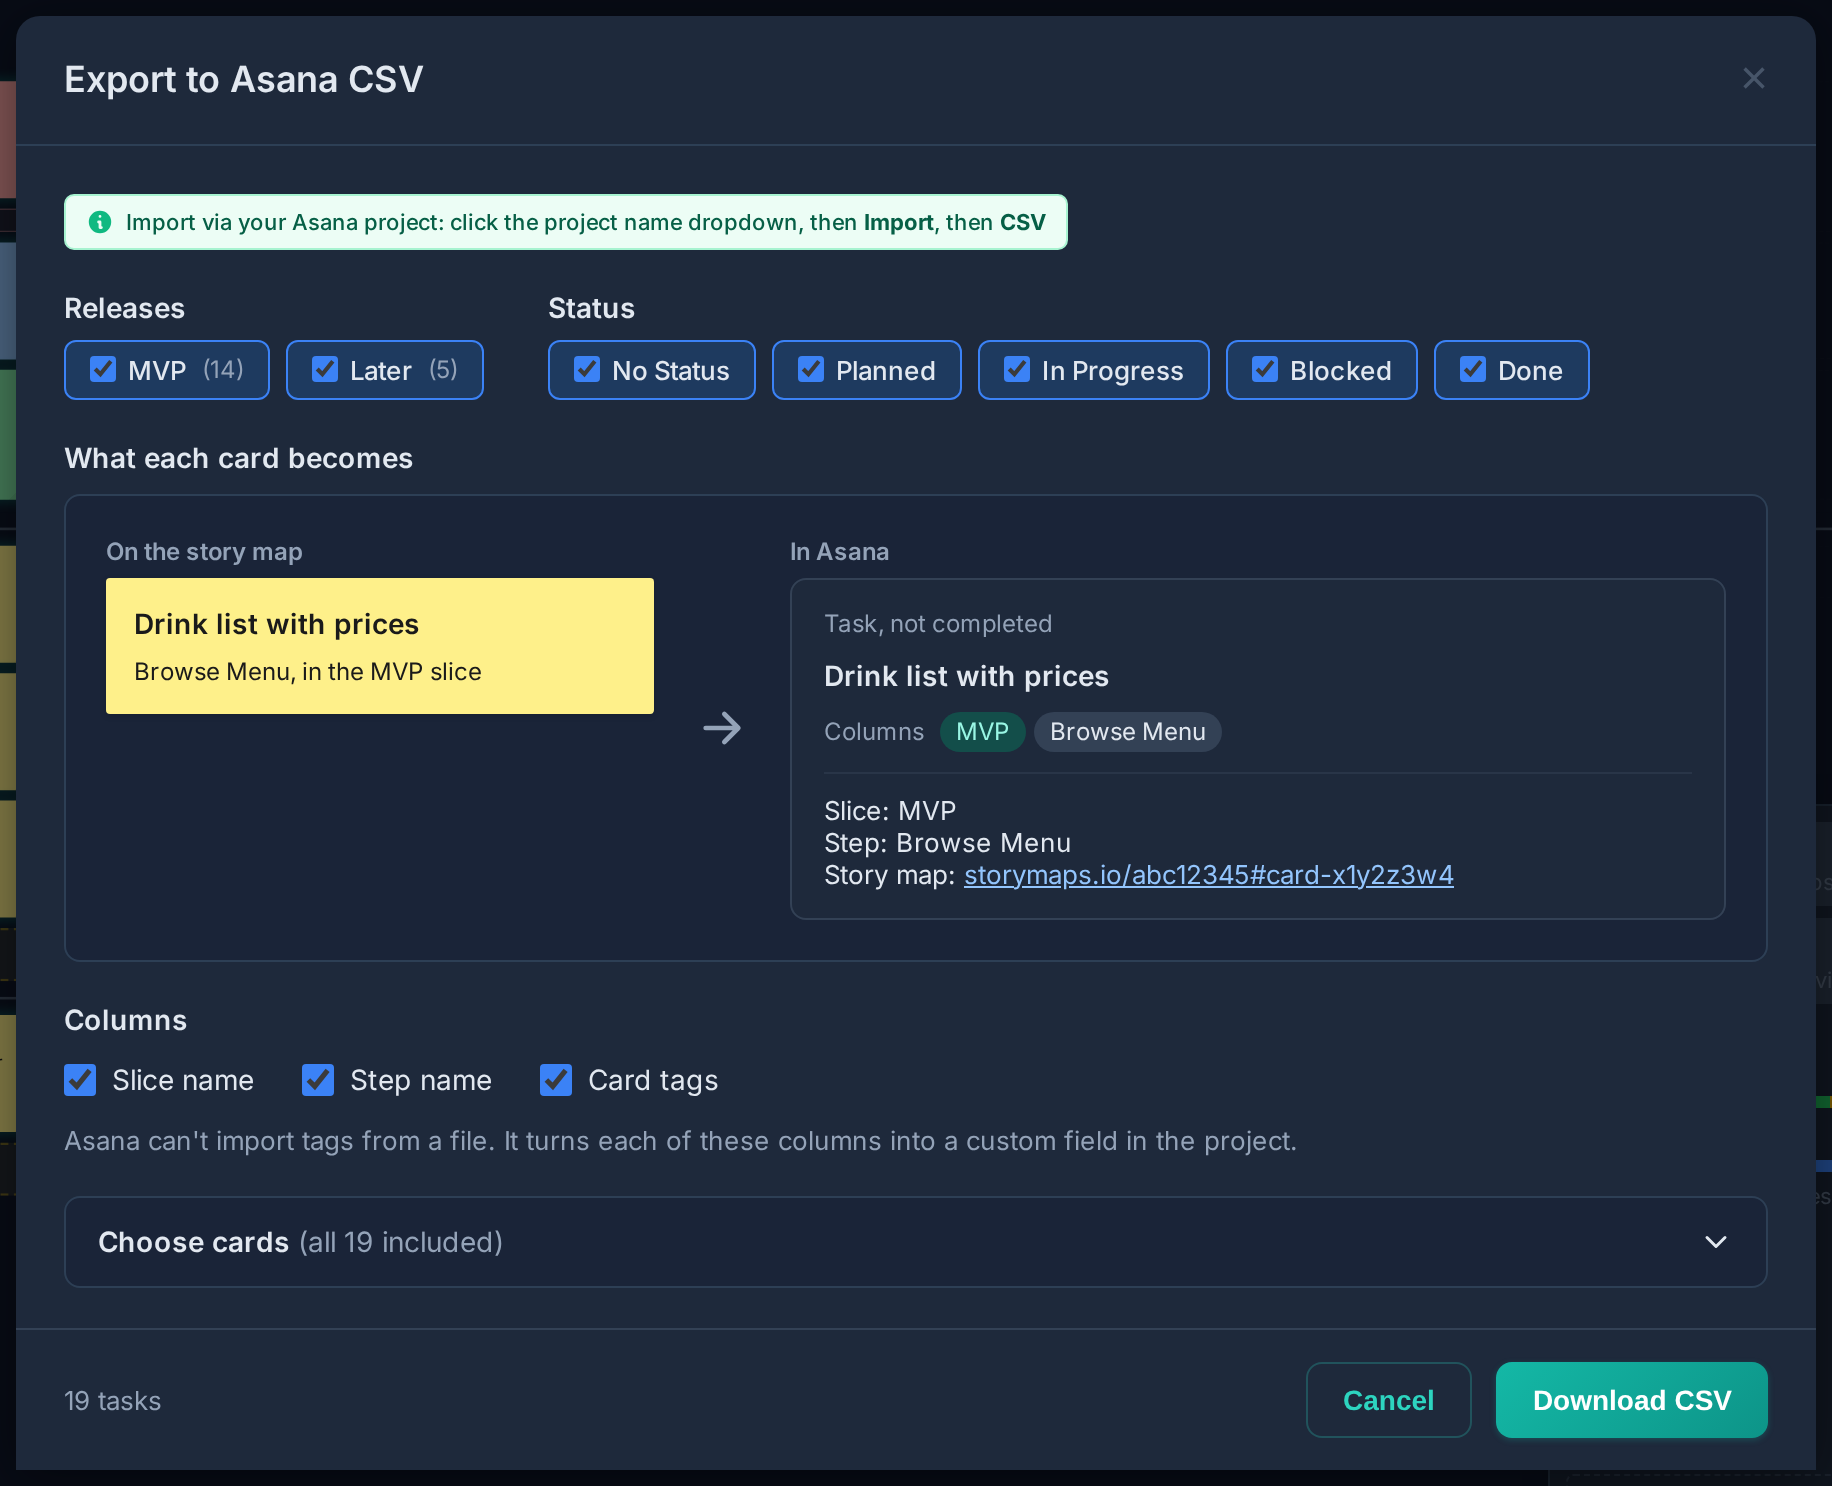 Export to Asana CSV
Import via your Asana project: click the project name dropdown, then Import, then CSV
Releases
Status
MVP (14)
Later (5)
No Status
Planned
In Progress
Blocked
Done
What each card becomes
On the story map
Drink list with prices
Browse Menu, in the MVP slice
In Asana
Task, not completed
Drink list with prices
Columns MVP Browse Menu
Slice: MVP
Step: Browse Menu
Story map: storymaps.io/abc12345#card-x1y2z3w4
Columns
Slice name
Step name
Card tags
Asana can't import tags from a file. It turns each of these columns into a custom field in the project.
Choose cards (all 19 included)
19 tasks
Cancel
Download CSV